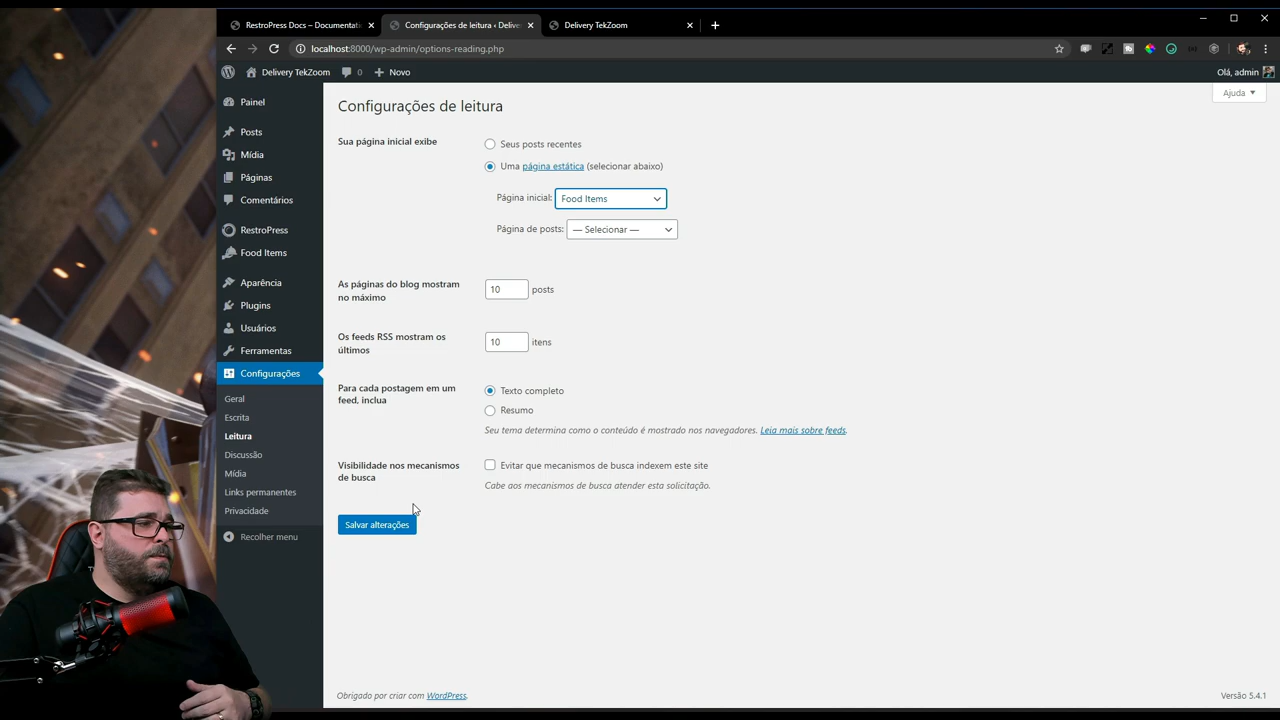 RestroPress Docs – Documentati
Configurações de leitura ‹ Delive
Delivery TekZoom
localhost:8000/wp-admin/options-reading.php
Delivery TekZoom
0
Novo
Olá, admin
Ajuda
Painel
Posts
Mídia
Páginas
Comentários
RestroPress
Food Items
Aparência
Plugins
Usuários
Ferramentas
Configurações
Geral
Escrita
Leitura
Discussão
Mídia
Links permanentes
Privacidade
Recolher menu
Configurações de leitura
Sua página inicial exibe
Seus posts recentes
Uma página estática (selecionar abaixo)
Página inicial: Food Items
Página de posts: — Selecionar —
As páginas do blog mostram
no máximo
10 posts
Os feeds RSS mostram os
últimos
10 itens
Para cada postagem em um
feed, inclua
Texto completo
Resumo
Seu tema determina como o conteúdo é mostrado nos navegadores. Leia mais sobre feeds.
Visibilidade nos mecanismos
de busca
Evitar que mecanismos de busca indexem este site
Cabe aos mecanismos de busca atender esta solicitação.
Salvar alterações
Obrigado por criar com WordPress.
Versão 5.4.1